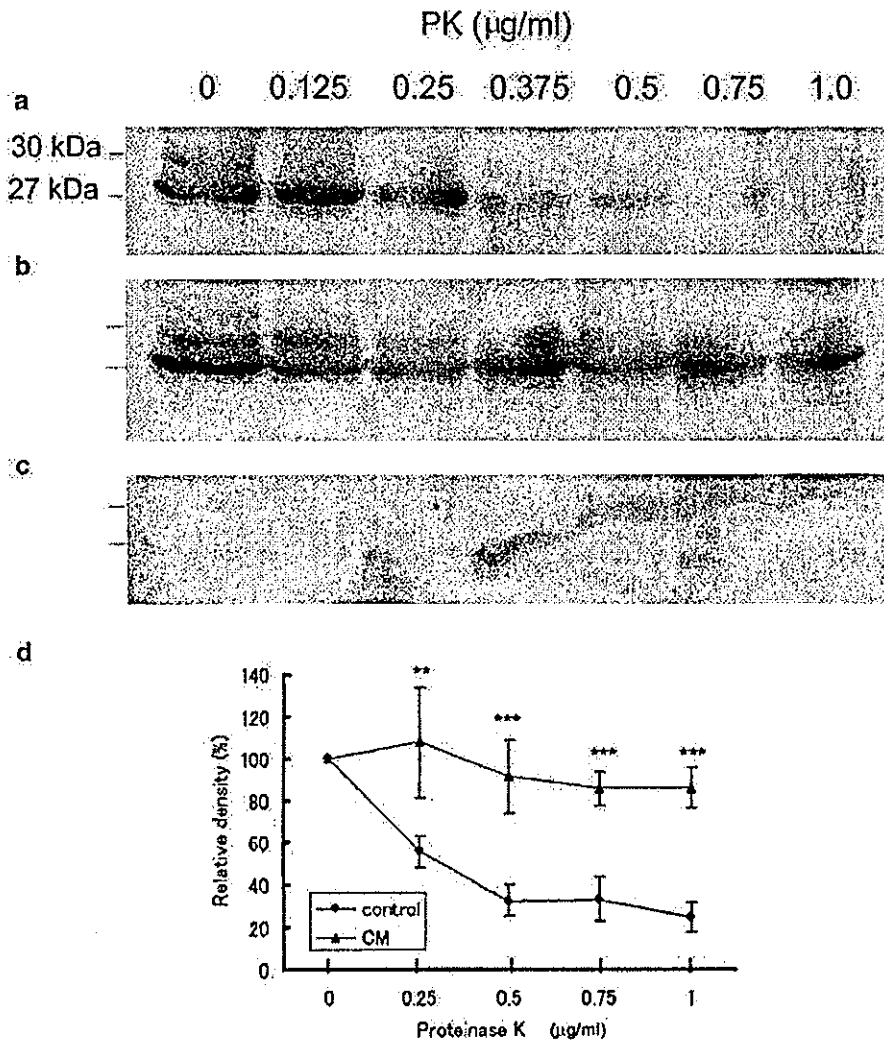 PK (µg/ml)
0 0.125 0.25 0.375 0.5 0.75 1.0
a
30 kDa
27 kDa
b
c
d
140
120
100
80
60
40
20
0
Relative density (%)
** *** *** ***
control
CM
0 0.25 0.5 0.75 1
Proteinase K (µg/ml)